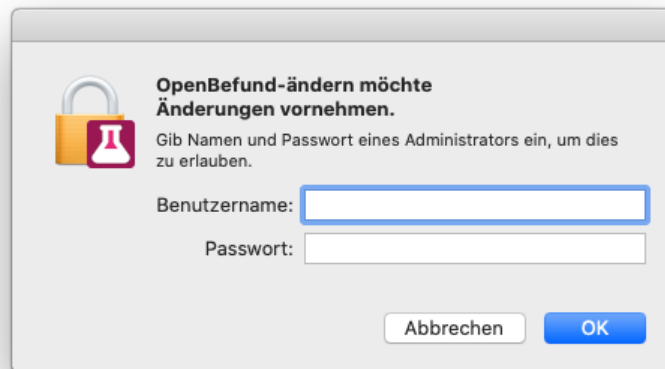 OpenBefund-ändern möchte
Änderungen vornehmen.
Gib Namen und Passwort eines Administrators ein, um dies
zu erlauben.
Benutzername:
Passwort:
Abbrechen
OK